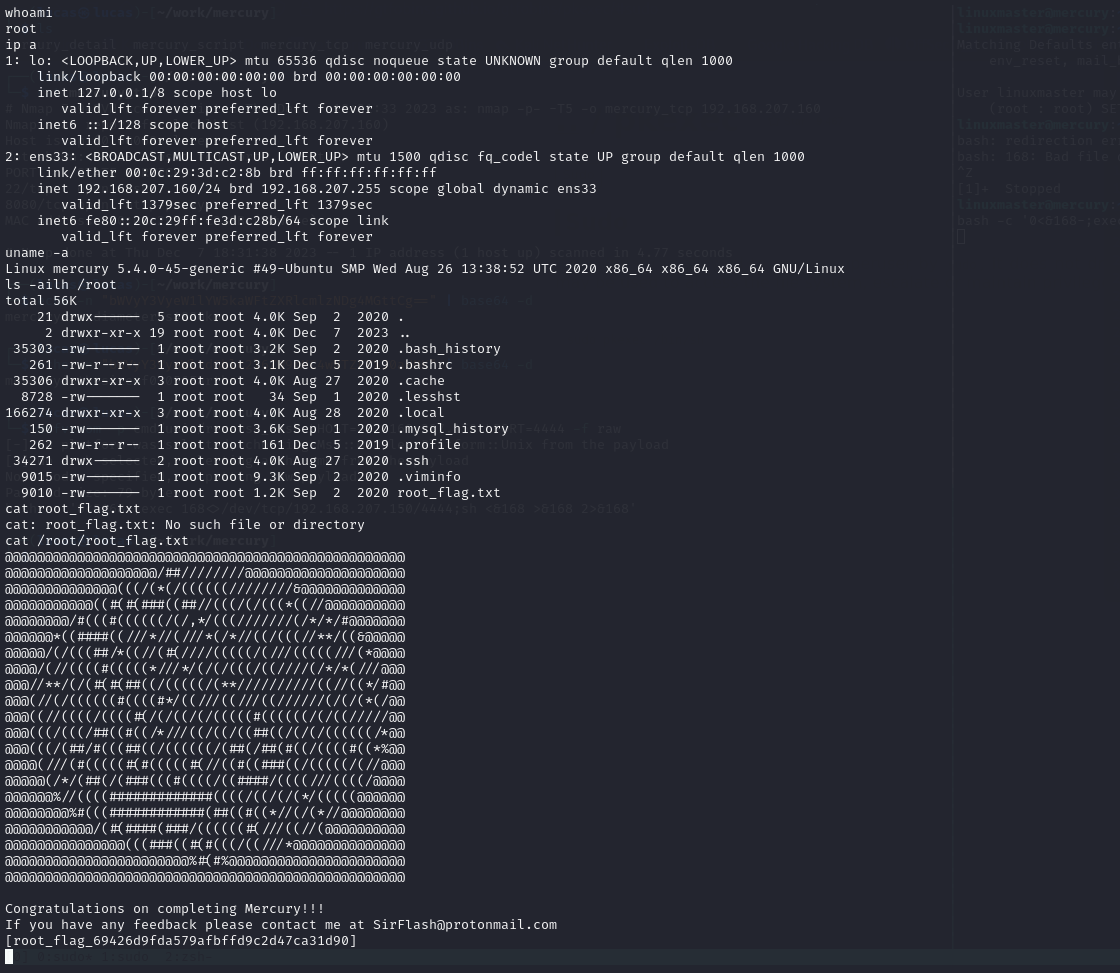 whoami
root
ip a
1: lo: <LOOPBACK,UP,LOWER_UP> mtu 65536 qdisc noqueue state UNKNOWN group default qlen 1000
    link/loopback 00:00:00:00:00:00 brd 00:00:00:00:00:00
    inet 127.0.0.1/8 scope host lo
       valid_lft forever preferred_lft forever
    inet6 ::1/128 scope host
       valid_lft forever preferred_lft forever
2: ens33: <BROADCAST,MULTICAST,UP,LOWER_UP> mtu 1500 qdisc fq_codel state UP group default qlen 1000
    link/ether 00:0c:29:3d:c2:8b brd ff:ff:ff:ff:ff:ff
    inet 192.168.207.160/24 brd 192.168.207.255 scope global dynamic ens33
       valid_lft 1379sec preferred_lft 1379sec
    inet6 fe80::20c:29ff:fe3d:c28b/64 scope link
       valid_lft forever preferred_lft forever
uname -a
Linux mercury 5.4.0-45-generic #49-Ubuntu SMP Wed Aug 26 13:38:52 UTC 2020 x86_64 x86_64 x86_64 GNU/Linux
ls -ailh /root
total 56K
    21 drwx------  5 root root 4.0K Sep  2  2020 .
     2 drwxr-xr-x 19 root root 4.0K Dec  7  2023 ..
 35303 -rw-------  1 root root 3.2K Sep  2  2020 .bash_history
   261 -rw-r--r--  1 root root 3.1K Dec  5  2019 .bashrc
 35306 drwxr-xr-x  3 root root 4.0K Aug 27  2020 .cache
  8728 -rw-------  1 root root   34 Sep  1  2020 .lesshst
166274 drwxr-xr-x  3 root root 4.0K Aug 28  2020 .local
   150 -rw-------  1 root root 3.6K Sep  1  2020 .mysql_history
   262 -rw-r--r--  1 root root  161 Dec  5  2019 .profile
 34271 drwx------  2 root root 4.0K Aug 27  2020 .ssh
  9015 -rw-------  1 root root 9.3K Sep  2  2020 .viminfo
  9010 -rw-------  1 root root 1.2K Sep  2  2020 root_flag.txt
cat root_flag.txt
cat: root_flag.txt: No such file or directory
cat /root/root_flag.txt
Congratulations on completing Mercury!!!
If you have any feedback please contact me at SirFlash@protonmail.com
[root_flag_69426d9fda579afbffd9c2d47ca31d90]